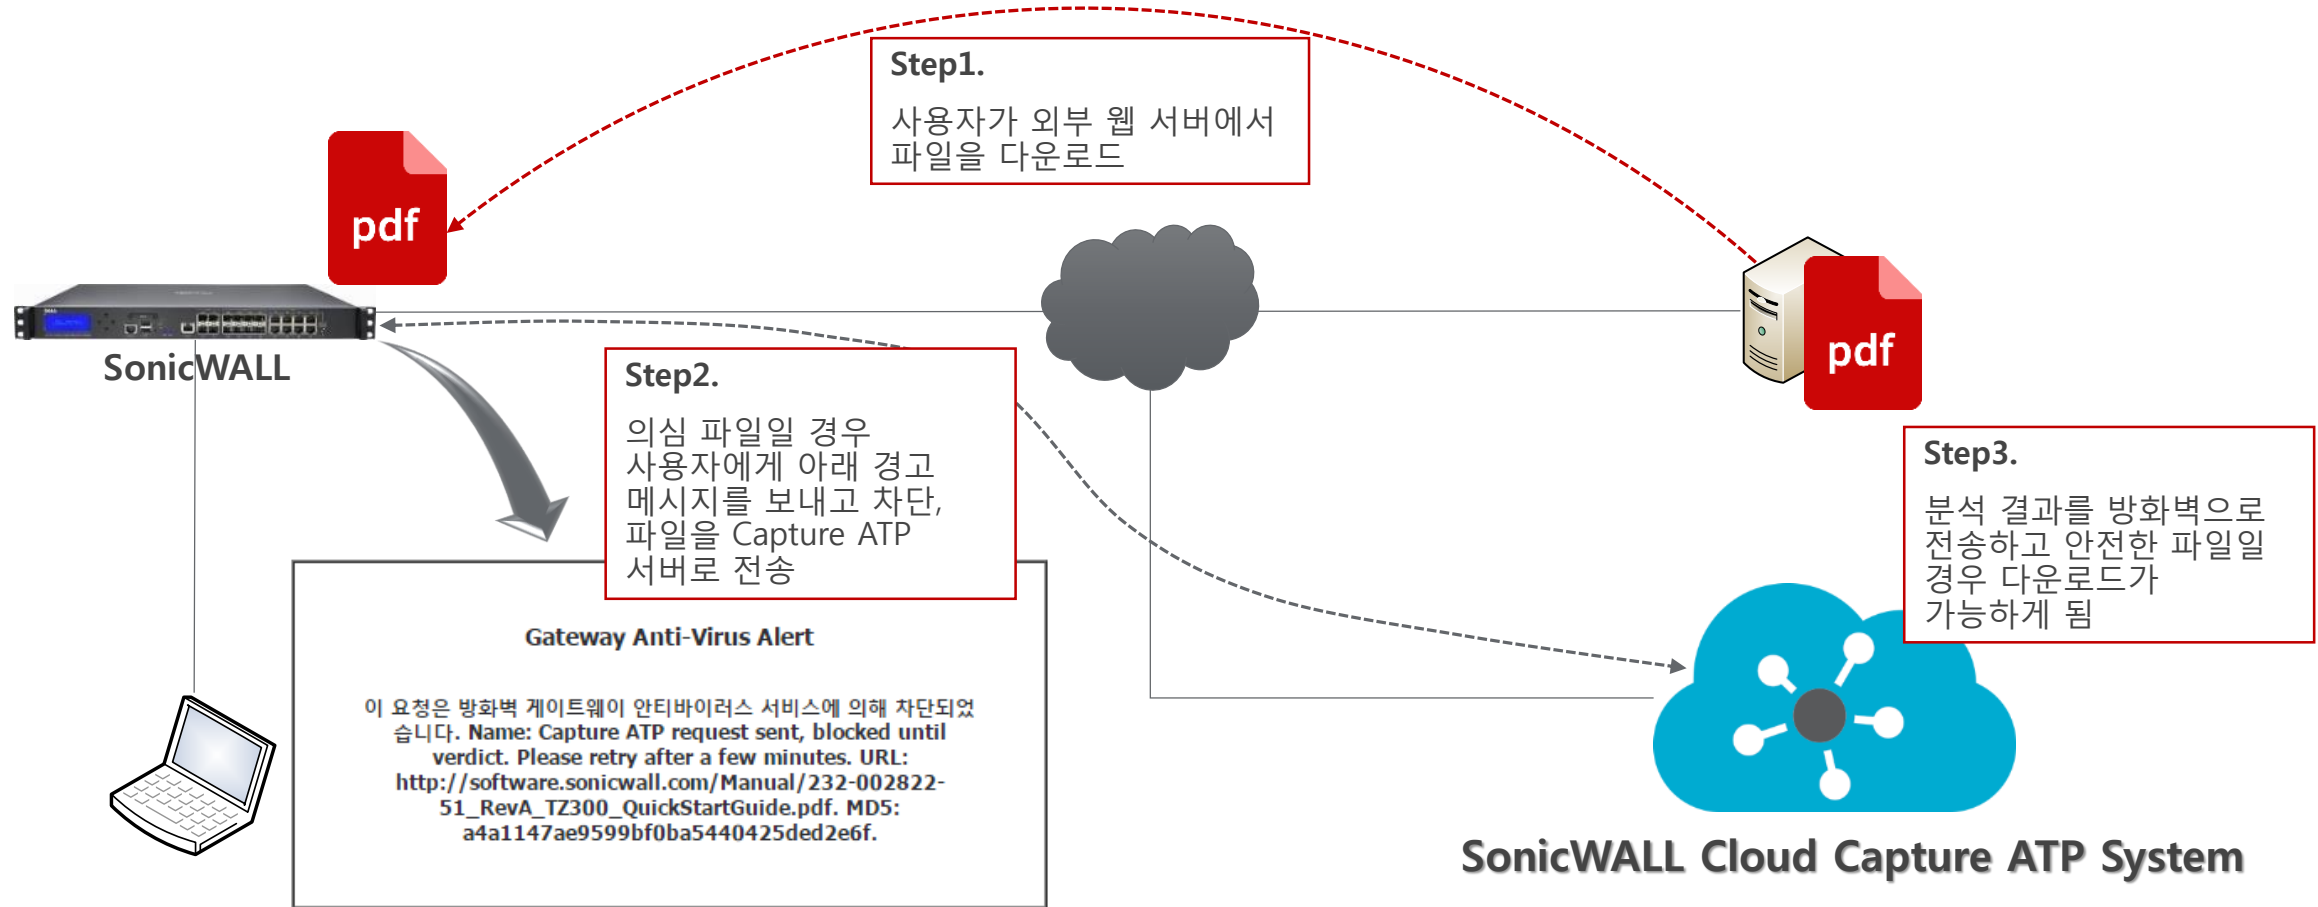 Step1.
사용자가 외부 웹 서버에서
파일을 다운로드
pdf
pdf
SonicWALL
Step2.
의심 파일일 경우
사용자에게 아래 경고
메시지를 보내고 차단,
파일을 Capture ATP
서버로 전송
Step3.
분석 결과를 방화벽으로
전송하고 안전한 파일일
경우 다운로드가
가능하게 됨
Gateway Anti-Virus Alert
이 요청은 방화벽 게이트웨이 안티바이러스 서비스에 의해 차단되었
습니다. Name: Capture ATP request sent, blocked until
verdict. Please retry after a few minutes. URL:
http://software.sonicwall.com/Manual/232-002822-
51_RevA_TZ300_QuickStartGuide.pdf. MD5:
a4a1147ae9599bf0ba5440425ded2e6f.
SonicWALL Cloud Capture ATP System